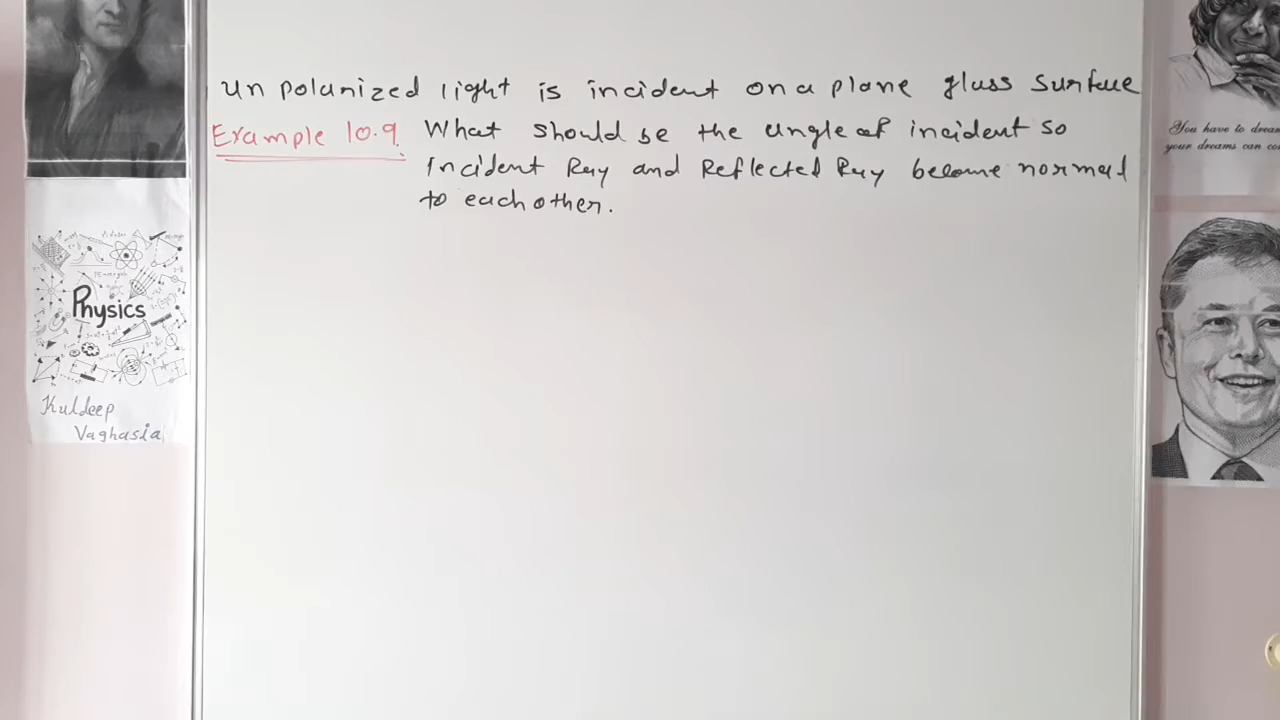 Un polarized light is incident on a plane glass surface
Example 10.9. What should be the angle of incident so
Incident Ray and Reflected Ray become normal
to each other.
Physics
Kuldeep
Vaghasia
You have to drea
your dreams can co